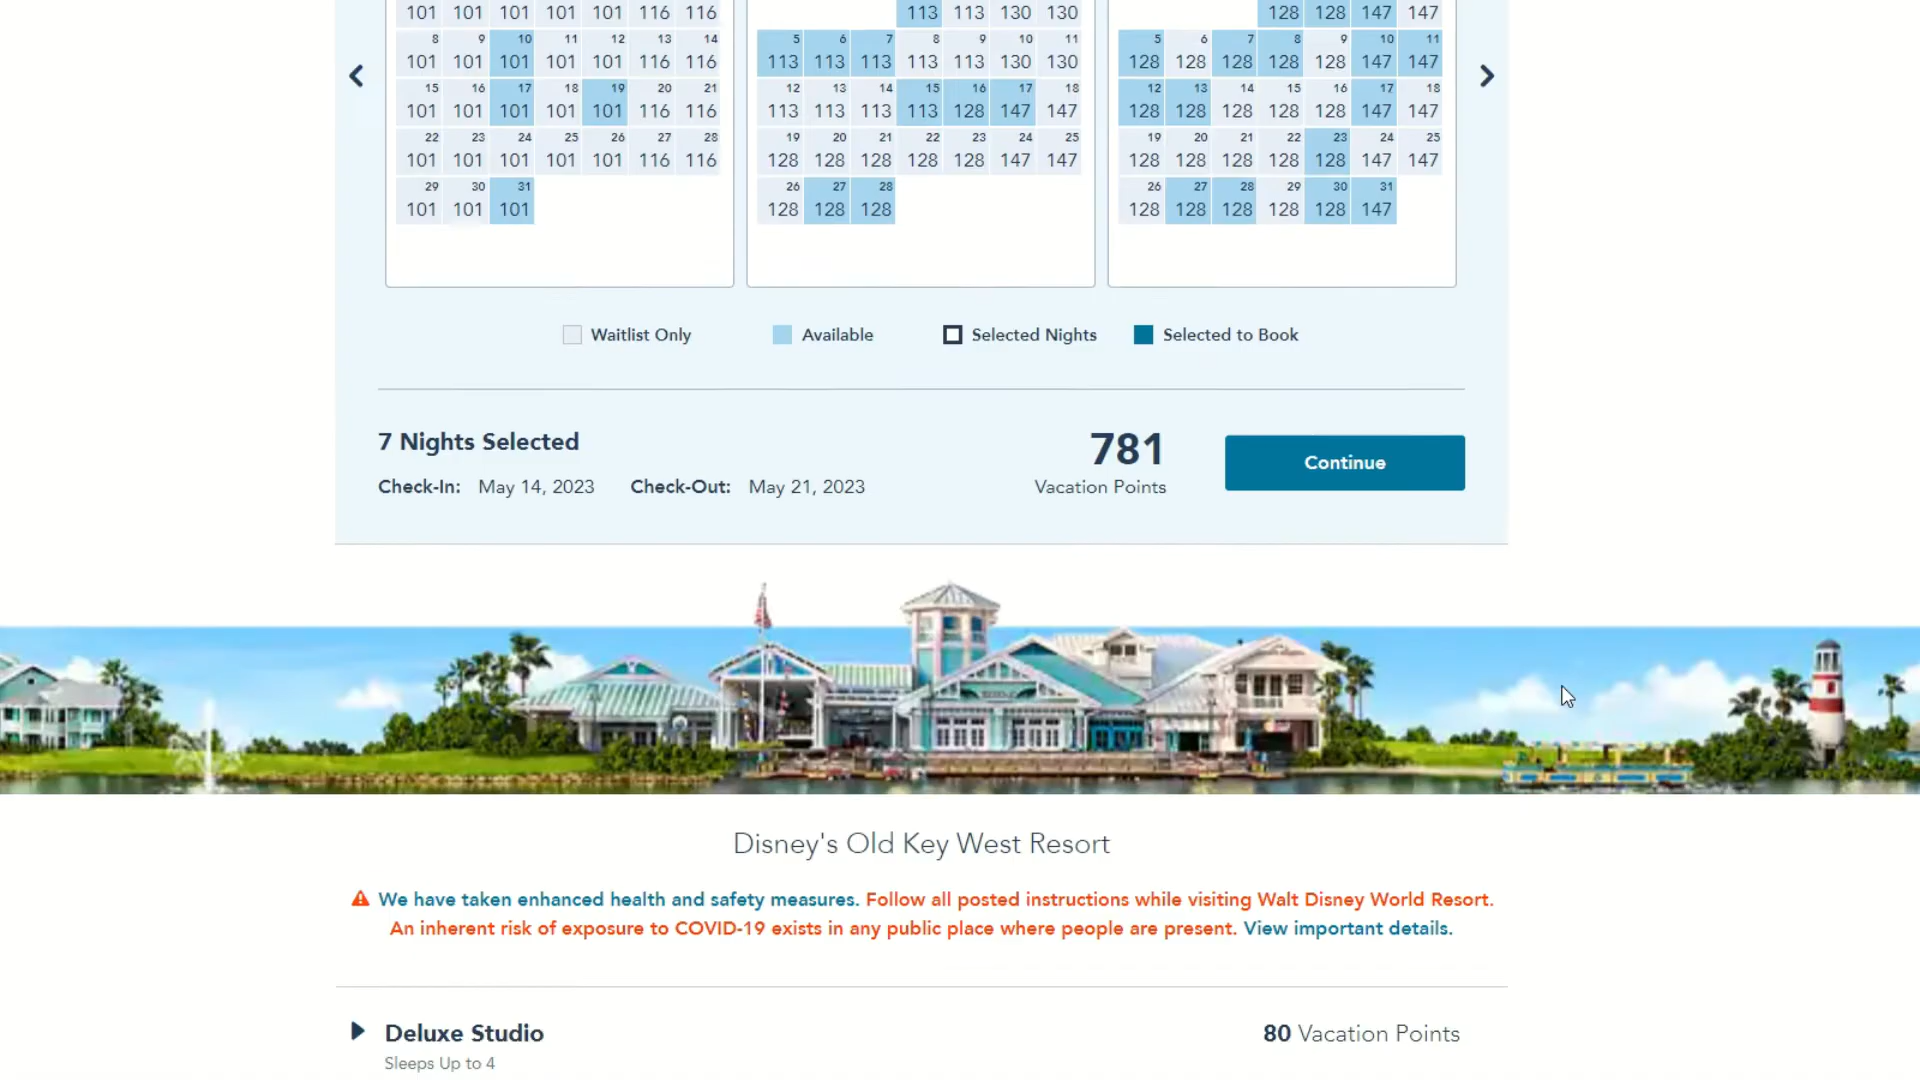 101 101 101 101 101 116 116
8 9 10 11 12 13 14
101 101 101 101 101 116 116
15 16 17 18 19 20 21
101 101 101 101 101 116 116
22 23 24 25 26 27 28
101 101 101 101 101 116 116
29 30 31
101 101 101
113 113 130 130
5 6 7 8 9 10 11
113 113 113 113 113 130 130
12 13 14 15 16 17 18
113 113 113 113 128 147 147
19 20 21 22 23 24 25
128 128 128 128 128 147 147
26 27 28
128 128 128
128 128 147 147
5 6 7 8 9 10 11
128 128 128 128 128 147 147
12 13 14 15 16 17 18
128 128 128 128 128 147 147
19 20 21 22 23 24 25
128 128 128 128 128 147 147
26 27 28 29 30 31
128 128 128 128 128 147
Waitlist Only Available Selected Nights Selected to Book
7 Nights Selected
Check-In: May 14, 2023 Check-Out: May 21, 2023
781
Vacation Points
Continue
Disney's Old Key West Resort
We have taken enhanced health and safety measures. Follow all posted instructions while visiting Walt Disney World Resort.
An inherent risk of exposure to COVID-19 exists in any public place where people are present. View important details.
Deluxe Studio 80 Vacation Points
Sleeps Up to 4